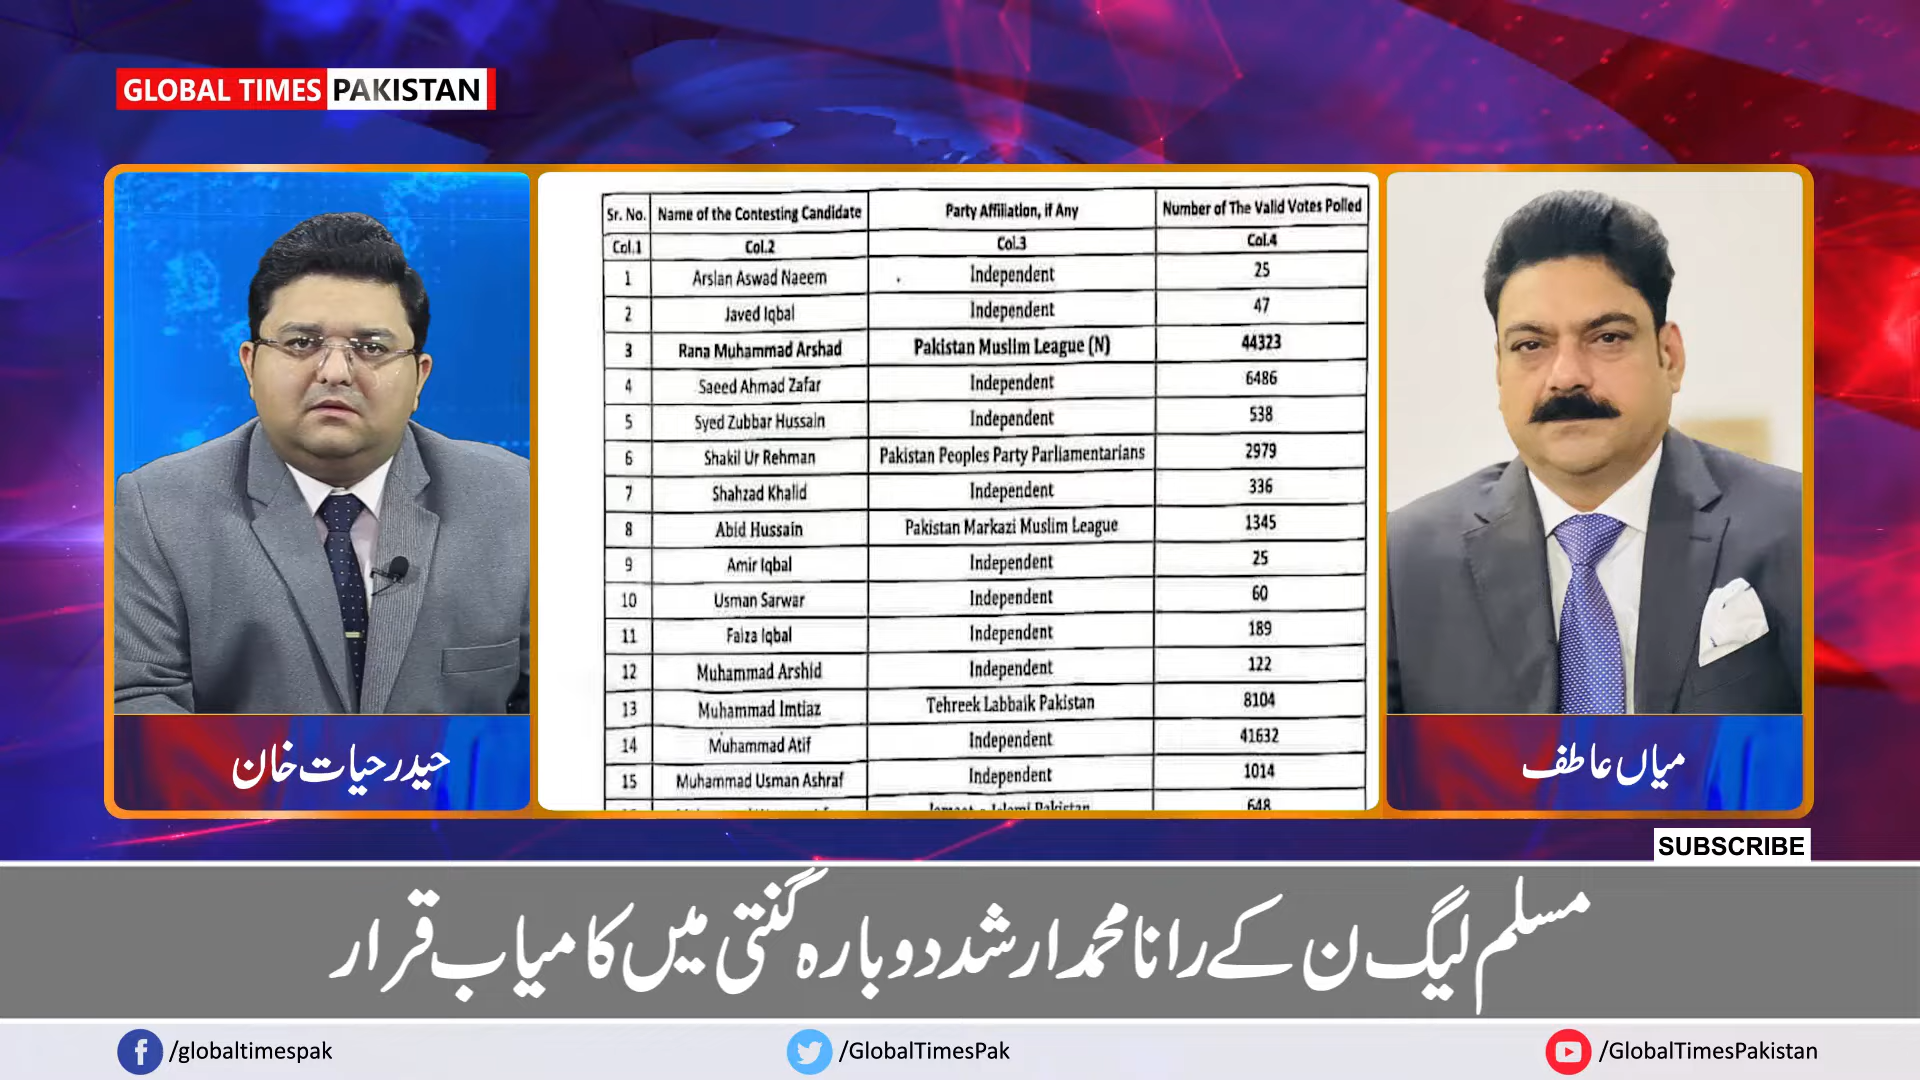 GLOBAL TIMES PAKISTAN
Sr. No. Name of the Contesting Candidate Party Affiliation, if Any Number of The Valid Votes Polled
Col.1 Col.2 Col.3 Col.4
1 Arslan Aswad Naeem Independent 25
2 Javed Iqbal Independent 47
3 Rana Muhammad Arshad Pakistan Muslim League (N) 44323
4 Saeed Ahmad Zafar Independent 6486
5 Syed Zubbar Hussain Independent 538
6 Shakil Ur Rehman Pakistan Peoples Party Parliamentarians 2979
7 Shahzad Khalid Independent 336
8 Abid Hussain Pakistan Markazi Muslim League 1345
9 Amir Iqbal Independent 25
10 Usman Sarwar Independent 60
11 Faiza Iqbal Independent 189
12 Muhammad Arshid Independent 122
13 Muhammad Imtiaz Tehreek Labbaik Pakistan 8104
14 Muhammad Atif Independent 41632
15 Muhammad Usman Ashraf Independent 1014
648
حیدر حیات خان
میاں عاطف
SUBSCRIBE
مسلم لیگ ن کے رانا محمد ارشد دوبارہ گنتی میں کامیاب قرار
/globaltimespak
/GlobalTimesPak
/GlobalTimesPakistan